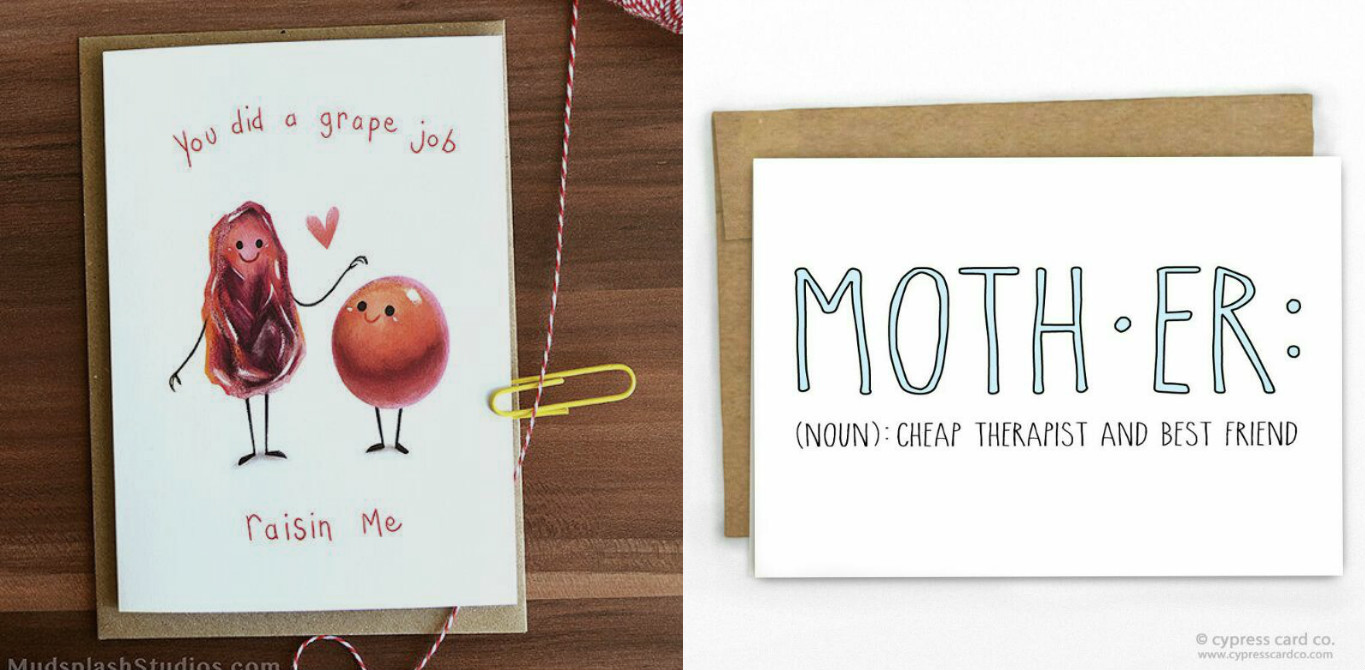 You did a grape job
raisin Me
MudsplashStudios.com
MOTH·ER:
(NOUN): CHEAP THERAPIST AND BEST FRIEND
© cypress card co.
www.cypresscardco.com